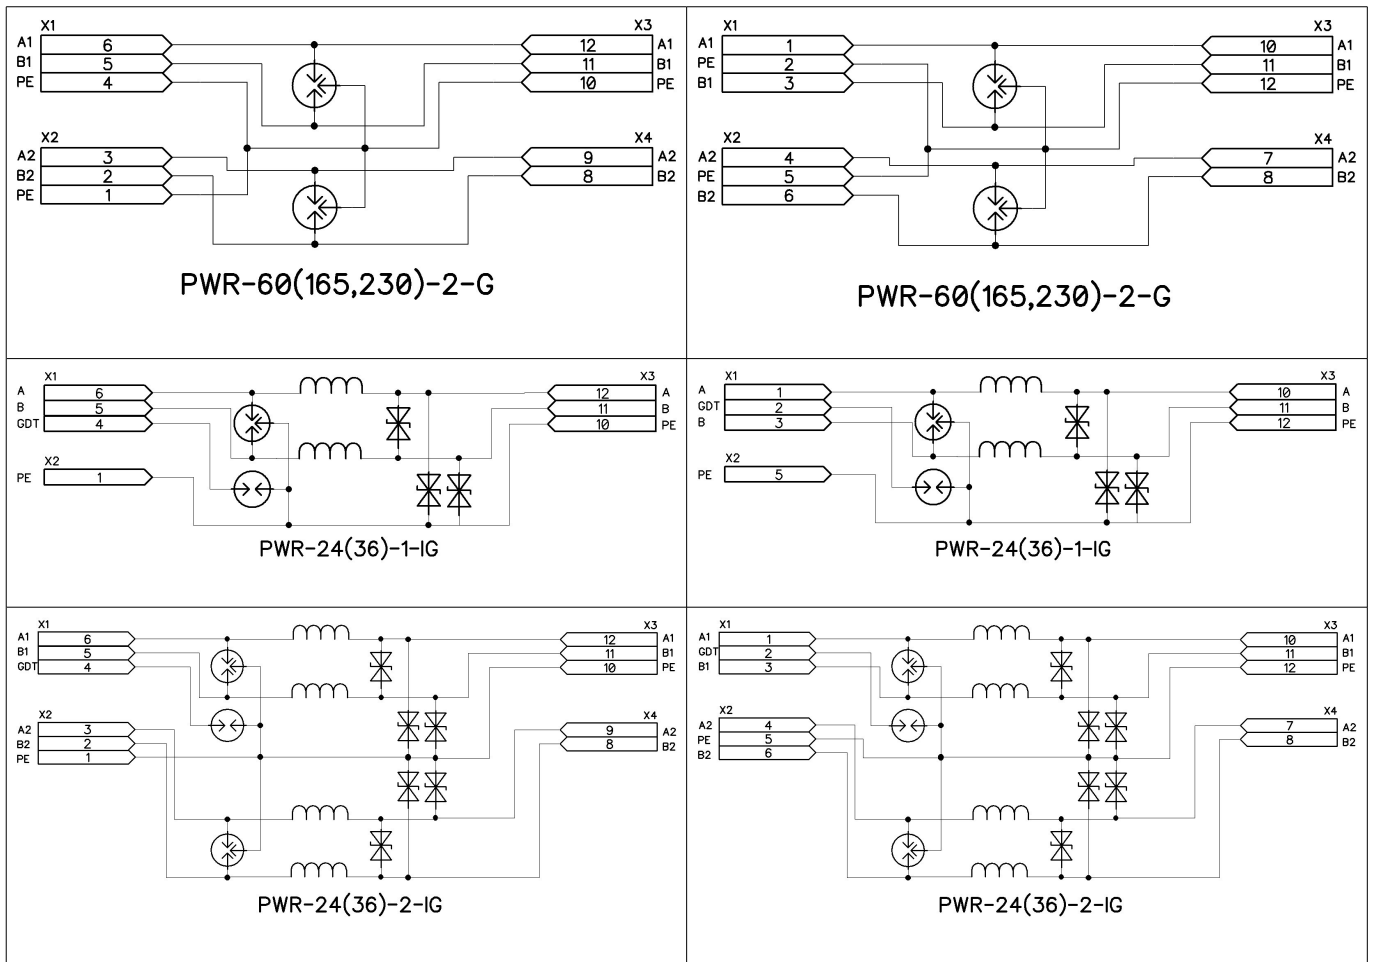 X1
X3
A1 6 12 A1
B1 5 11 B1
PE 4 10 PE
X2
X4
A2 3 9 A2
B2 2 8 B2
PE 1
PWR-60(165,230)-2-G
X1
X3
A1 1 10 A1
PE 2 11 B1
B1 3 12 PE
X2
X4
A2 4 7 A2
PE 5 8 B2
B2 6
PWR-60(165,230)-2-G
X1
X3
A 6 12 A
B 5 11 B
GDT 4 10 PE
X2
PE 1
PWR-24(36)-1-IG
X1
X3
A 1 10 A
GDT 2 11 B
B 3 12 PE
X2
PE 5
PWR-24(36)-1-IG
X1
X3
A1 6 12 A1
B1 5 11 B1
GDT 4 10 PE
X2
X4
A2 3 9 A2
B2 2 8 B2
PE 1
PWR-24(36)-2-IG
X1
X3
A1 1 10 A1
GDT 2 11 B1
B1 3 12 PE
X2
X4
A2 4 7 A2
PE 5 8 B2
B2 6
PWR-24(36)-2-IG